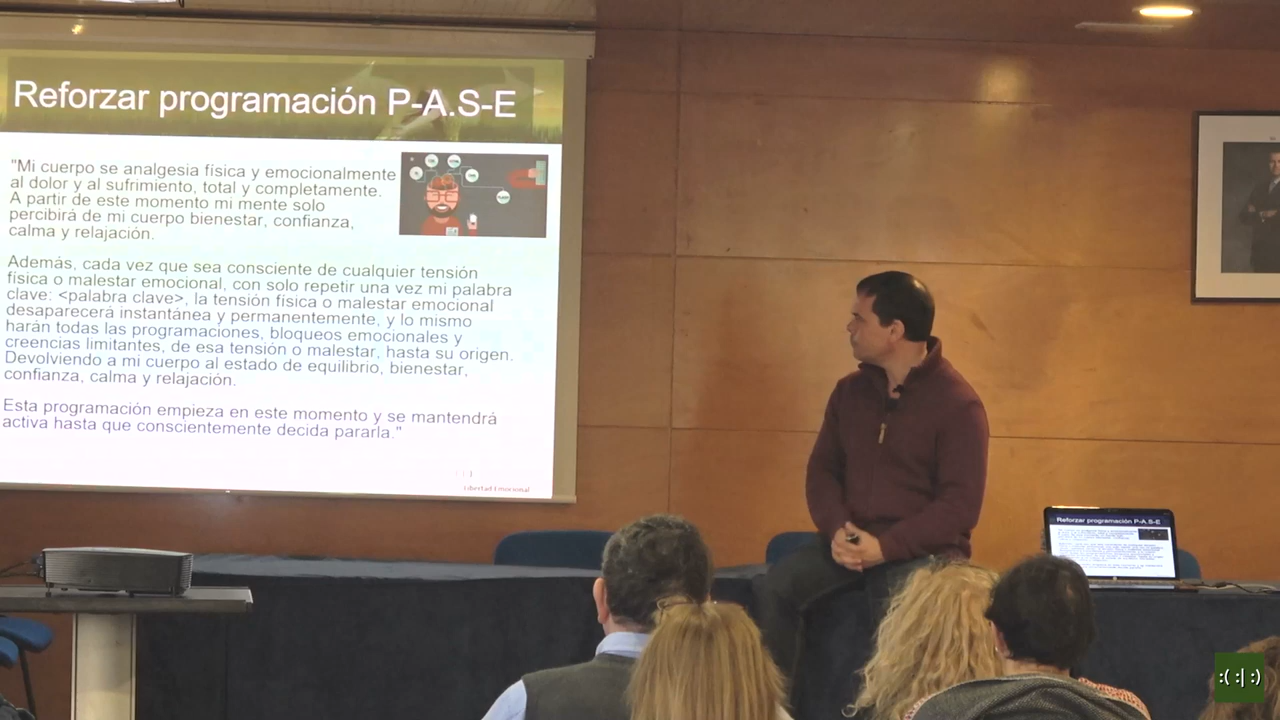 Reforzar programación P-A.S-E
"Mi cuerpo se analgesia física y emocionalmente
al dolor y al sufrimiento, total y completamente.
A partir de este momento mi mente solo
percibirá de mi cuerpo bienestar, confianza,
calma y relajación.
Además, cada vez que sea consciente de cualquier tensión
física o malestar emocional, con solo repetir una vez mi palabra
clave: <palabra clave>, la tensión física o malestar emocional
desaparecerá instantánea y permanentemente, y lo mismo
harán todas las programaciones, bloqueos emocionales y
creencias limitantes, de esa tensión o malestar, hasta su origen.
Devolviendo a mi cuerpo al estado de equilibrio, bienestar,
confianza, calma y relajación.
Esta programación empieza en este momento y se mantendrá
activa hasta que conscientemente decida pararla."
Libertad Emocional
Reforzar programación P-A.S-E
:( :|:)